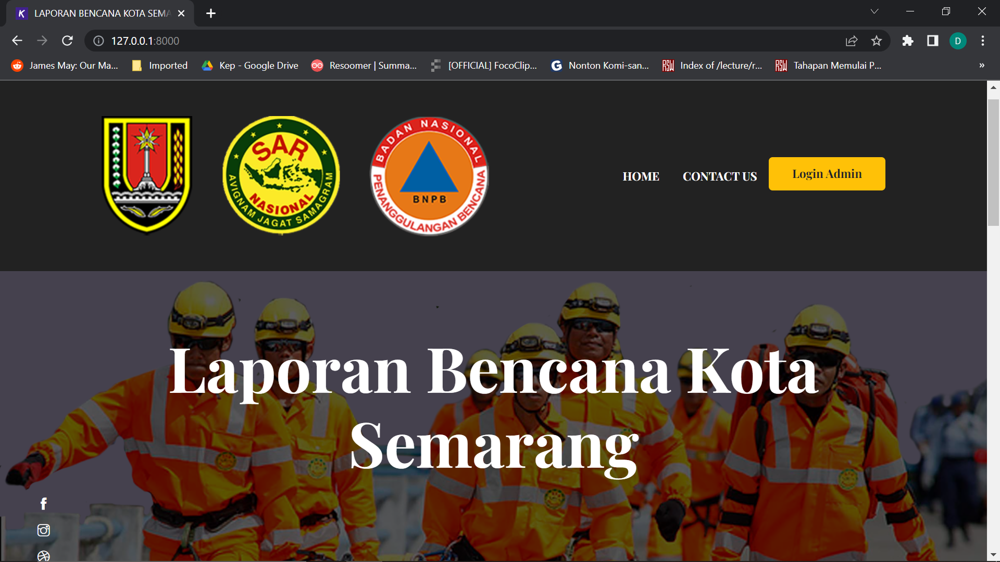 LAPORAN BENCANA KOTA SEMA
127.0.0.1:8000
D
James May: Our Ma...
Imported
Kep - Google Drive
Resoomer | Summa...
[OFFICIAL] FocoClip...
Nonton Komi-san...
Index of /lecture/r...
Tahapan Memulai P...
SAR
NASIONAL
AVIGNAM JAGAT SAMAGRAM
BADAN NASIONAL
PENANGGULANGAN BENCANA
BNPB
HOME
CONTACT US
Login Admin
Laporan Bencana Kota
Semarang